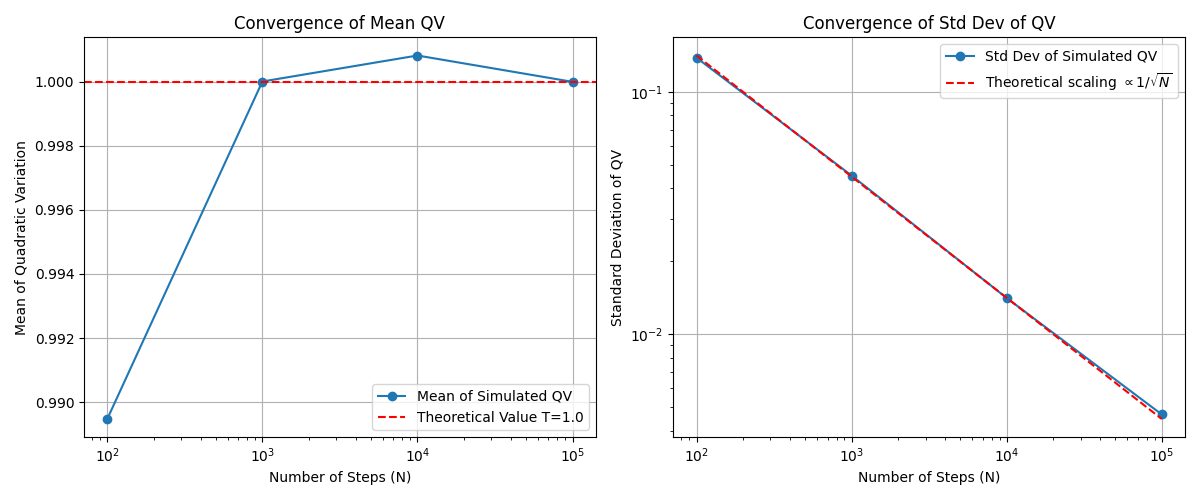 Convergence of Mean QV
Mean of Quadratic Variation
1.000
0.998
0.996
0.994
0.992
0.990
10²
10³
10⁴
10⁵
Number of Steps (N)
Mean of Simulated QV
Theoretical Value T=1.0
Convergence of Std Dev of QV
Standard Deviation of QV
10⁻¹
10⁻²
10²
10³
10⁴
10⁵
Number of Steps (N)
Std Dev of Simulated QV
Theoretical scaling ∝ 1/√N